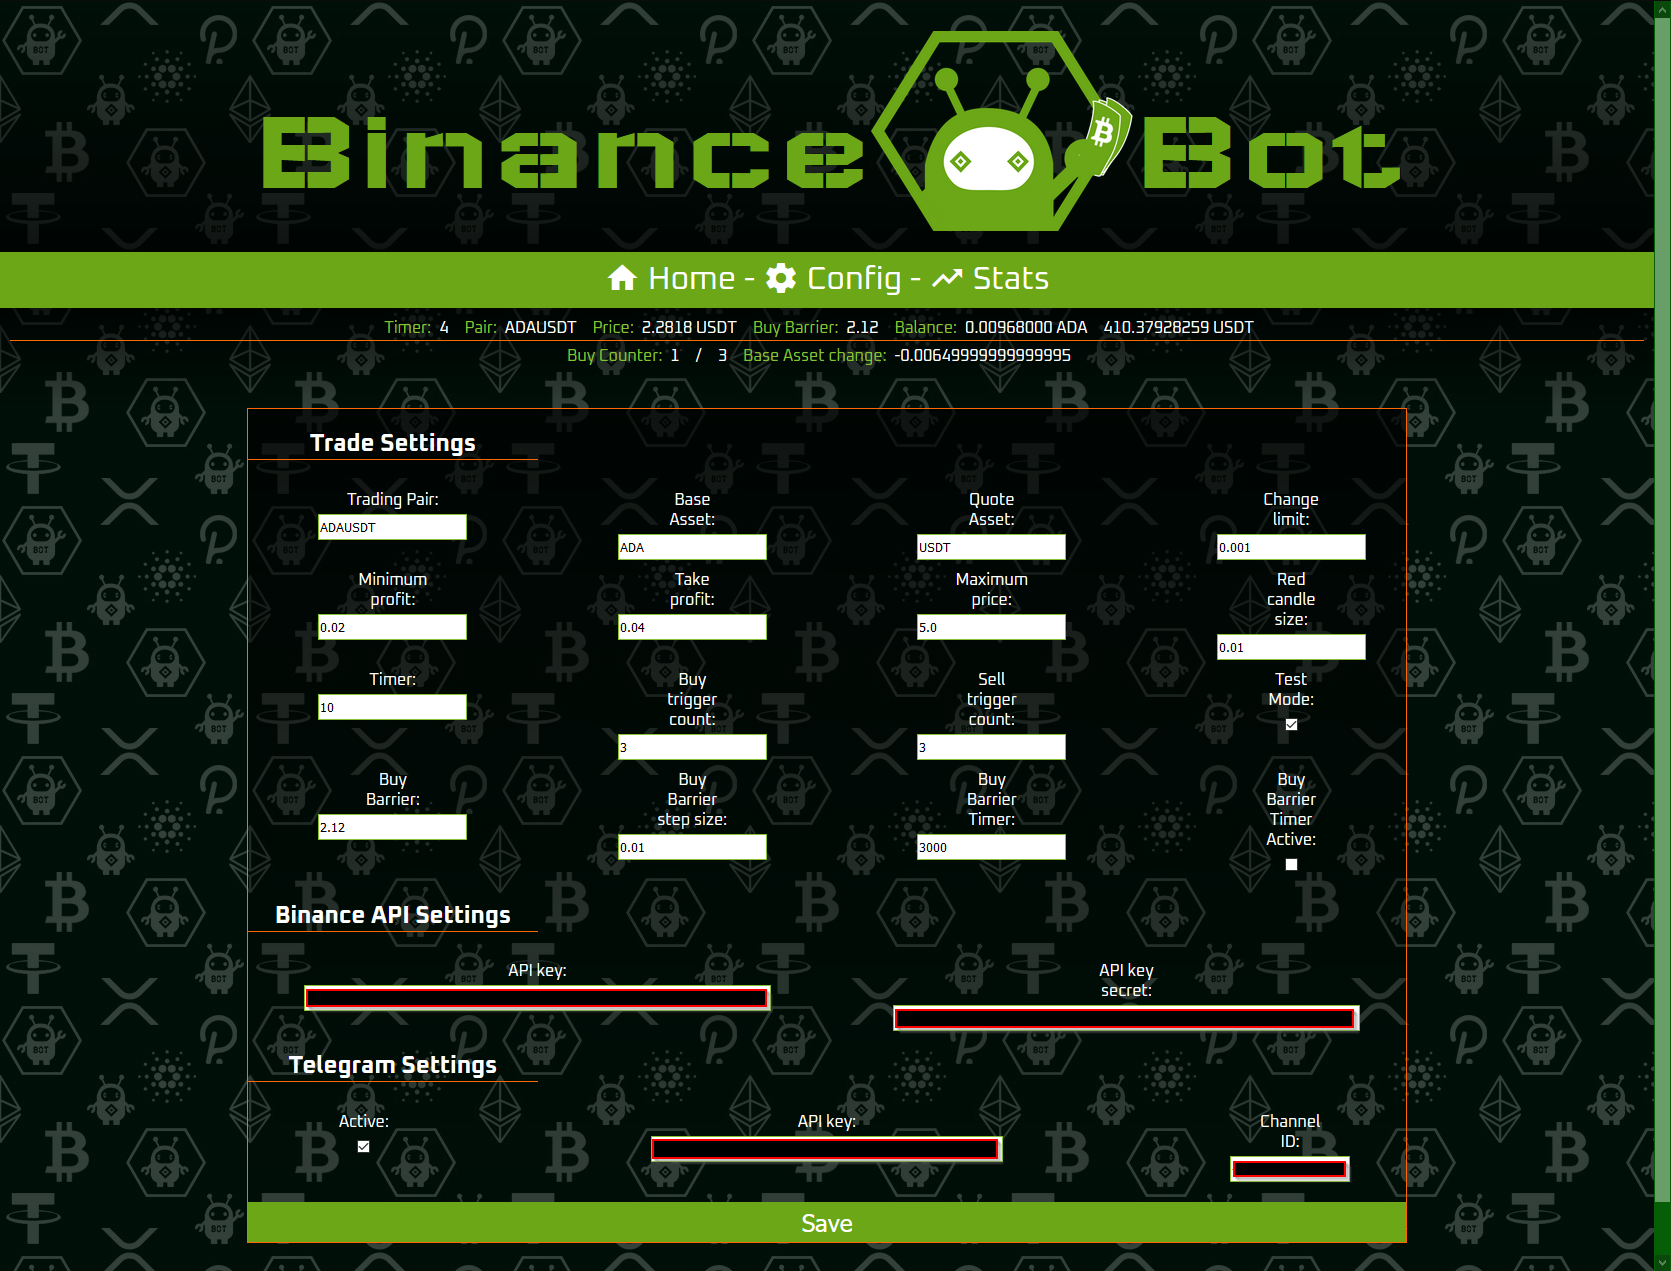 Binance Bot
Home - Config - Stats
Timer: 4 Pair: ADAUSDT Price: 2.2818 USDT Buy Barrier: 2.12 Balance: 0.00968000 ADA 410.37928259 USDT
Buy Counter: 1 / 3 Base Asset change: -0.00649999999999995
Trade Settings
Trading Pair:
ADAUSDT
Base
Asset:
ADA
Quote
Asset:
USDT
Change
limit:
0.001
Minimum
profit:
0.02
Take
profit:
0.04
Maximum
price:
5.0
Red
candle
size:
0.01
Timer:
10
Buy
trigger
count:
3
Sell
trigger
count:
3
Test
Mode:
Buy
Barrier:
2.12
Buy
Barrier
step size:
0.01
Buy
Barrier
Timer:
3000
Buy
Barrier
Timer
Active:
Binance API Settings
API key:
API key
secret:
Telegram Settings
Active:
API key:
Channel
ID:
Save